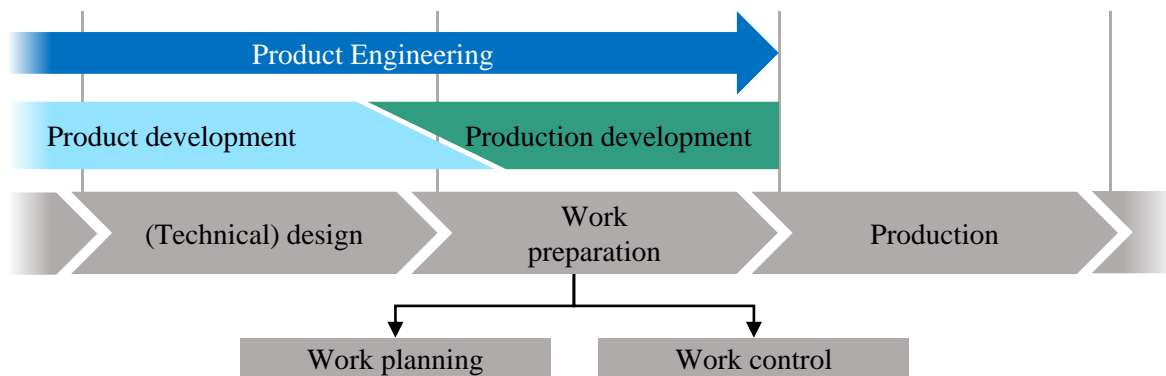 Product Engineering
Product development
Production development
(Technical) design
Work
preparation
Production
Work planning
Work control